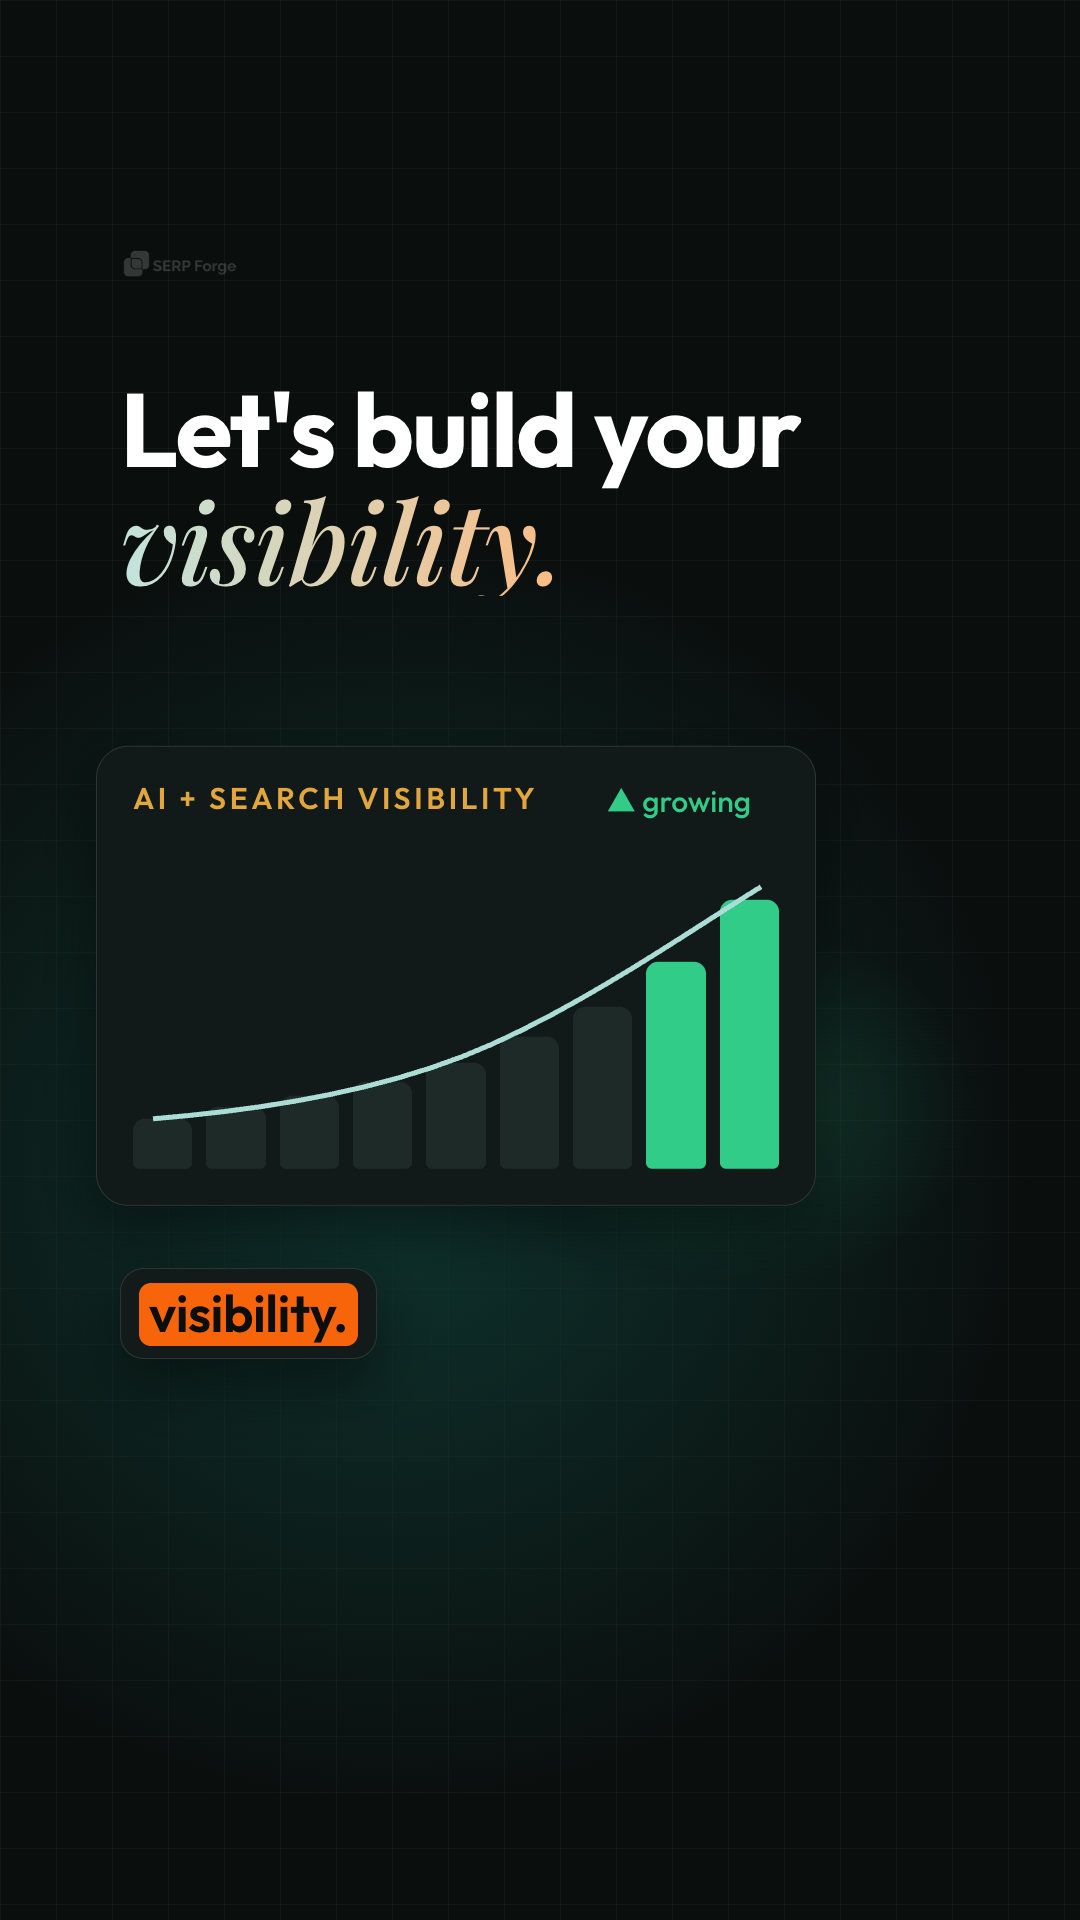 SERP Forge
Let's build your
visibility.
AI + SEARCH VISIBILITY
growing
visibility.